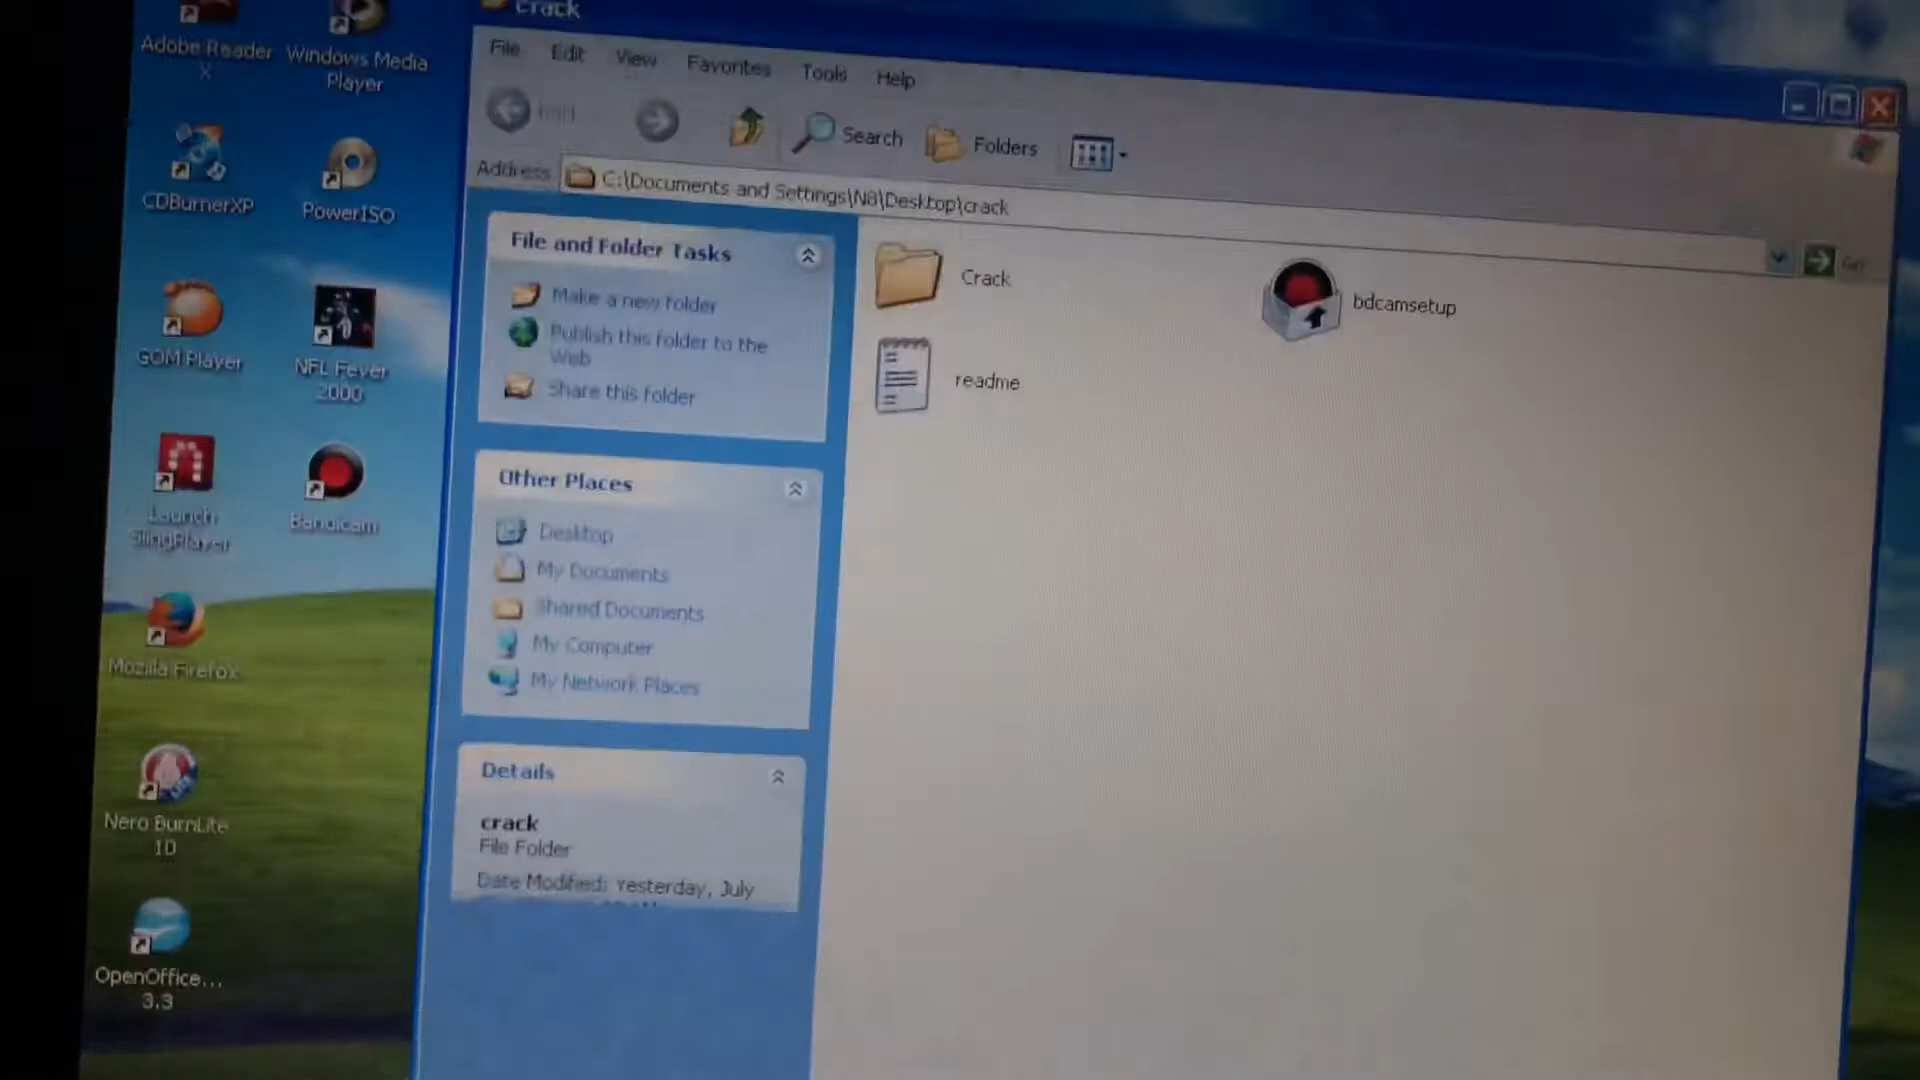 crack
File Edit View Favorites Tools Help
Back
Search
Folders
Address
C:\Documents and Settings\N8\Desktop\crack
Go
Adobe Reader
X
Windows Media
Player
CDBurnerXP
PowerISO
GOM Player
NFL Fever
2000
Launch
SlingPlayer
Bandicam
Mozilla Firefox
Nero BurnLite
10
OpenOffice...
3.3
File and Folder Tasks
Make a new folder
Publish this folder to the
Web
Share this folder
Other Places
Desktop
My Documents
Shared Documents
My Computer
My Network Places
Details
crack
File Folder
Date Modified: Yesterday, July
Crack
bdcamsetup
readme